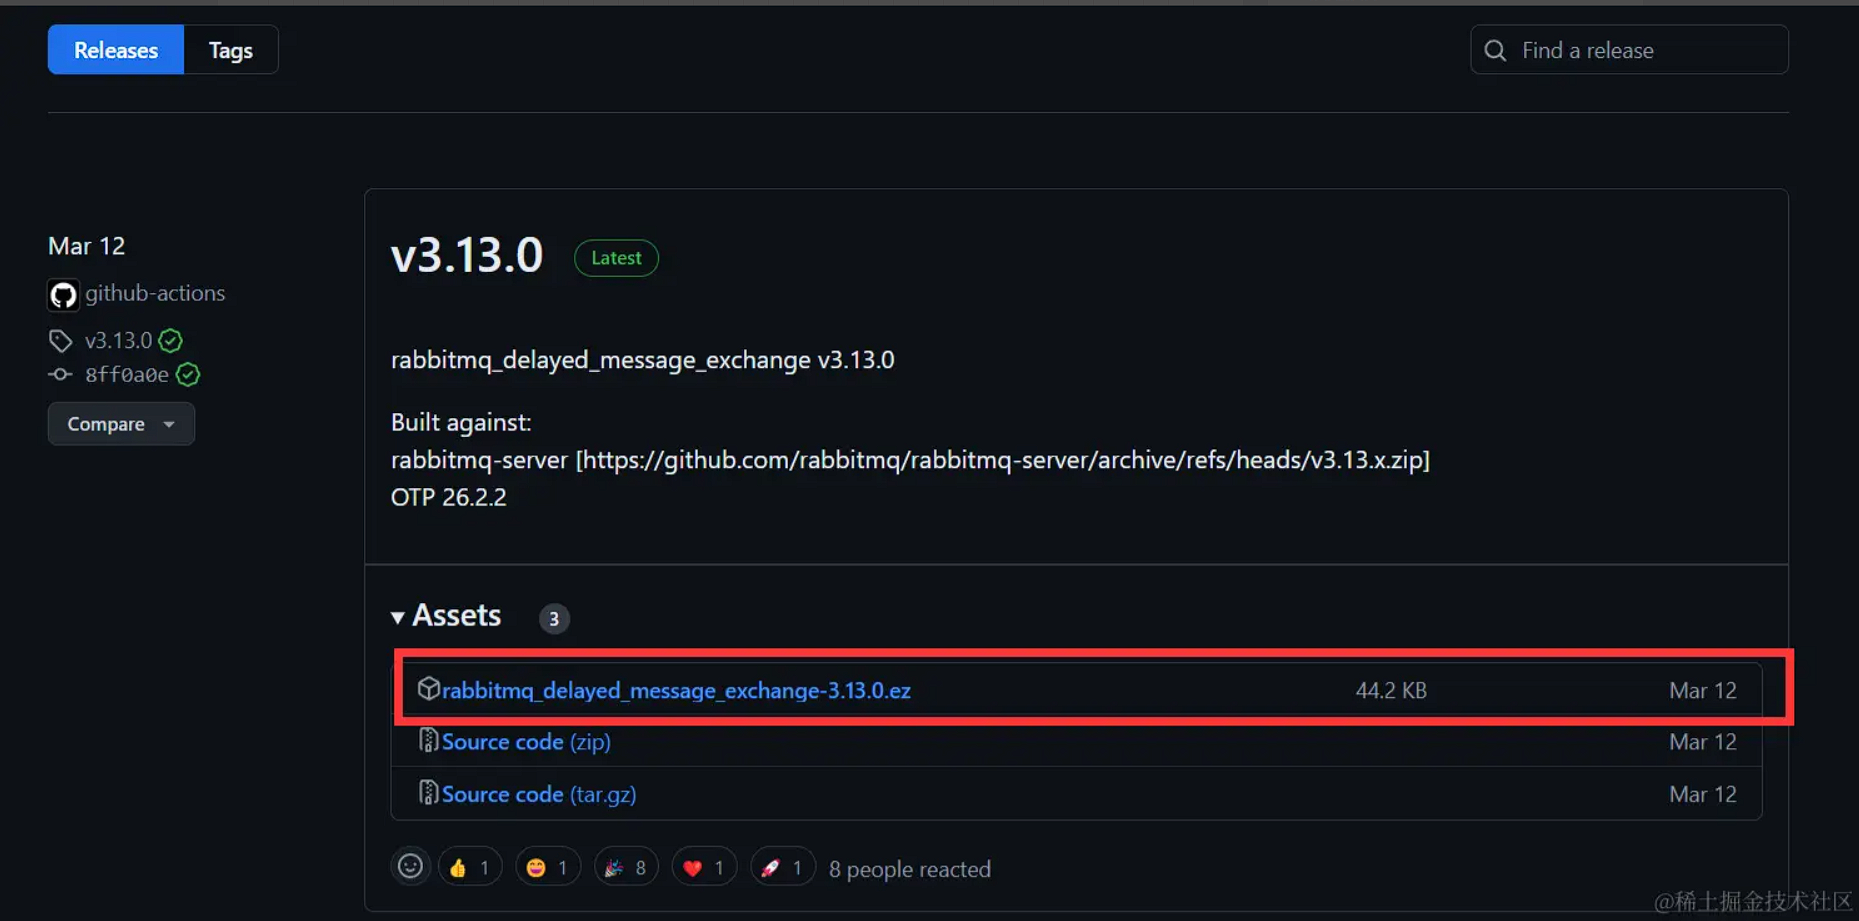 Releases
Tags
Find a release
Mar 12
github-actions
v3.13.0
8ff0a0e
Compare
v3.13.0 Latest
rabbitmq_delayed_message_exchange v3.13.0
Built against:
rabbitmq-server [https://github.com/rabbitmq/rabbitmq-server/archive/refs/heads/v3.13.x.zip]
OTP 26.2.2
Assets 3
rabbitmq_delayed_message_exchange-3.13.0.ez 44.2 KB Mar 12
Source code (zip) Mar 12
Source code (tar.gz) Mar 12
👍 1 😄 1 🎉 8 ❤️ 1 🚀 1 8 people reacted
@稀土掘金技术社区